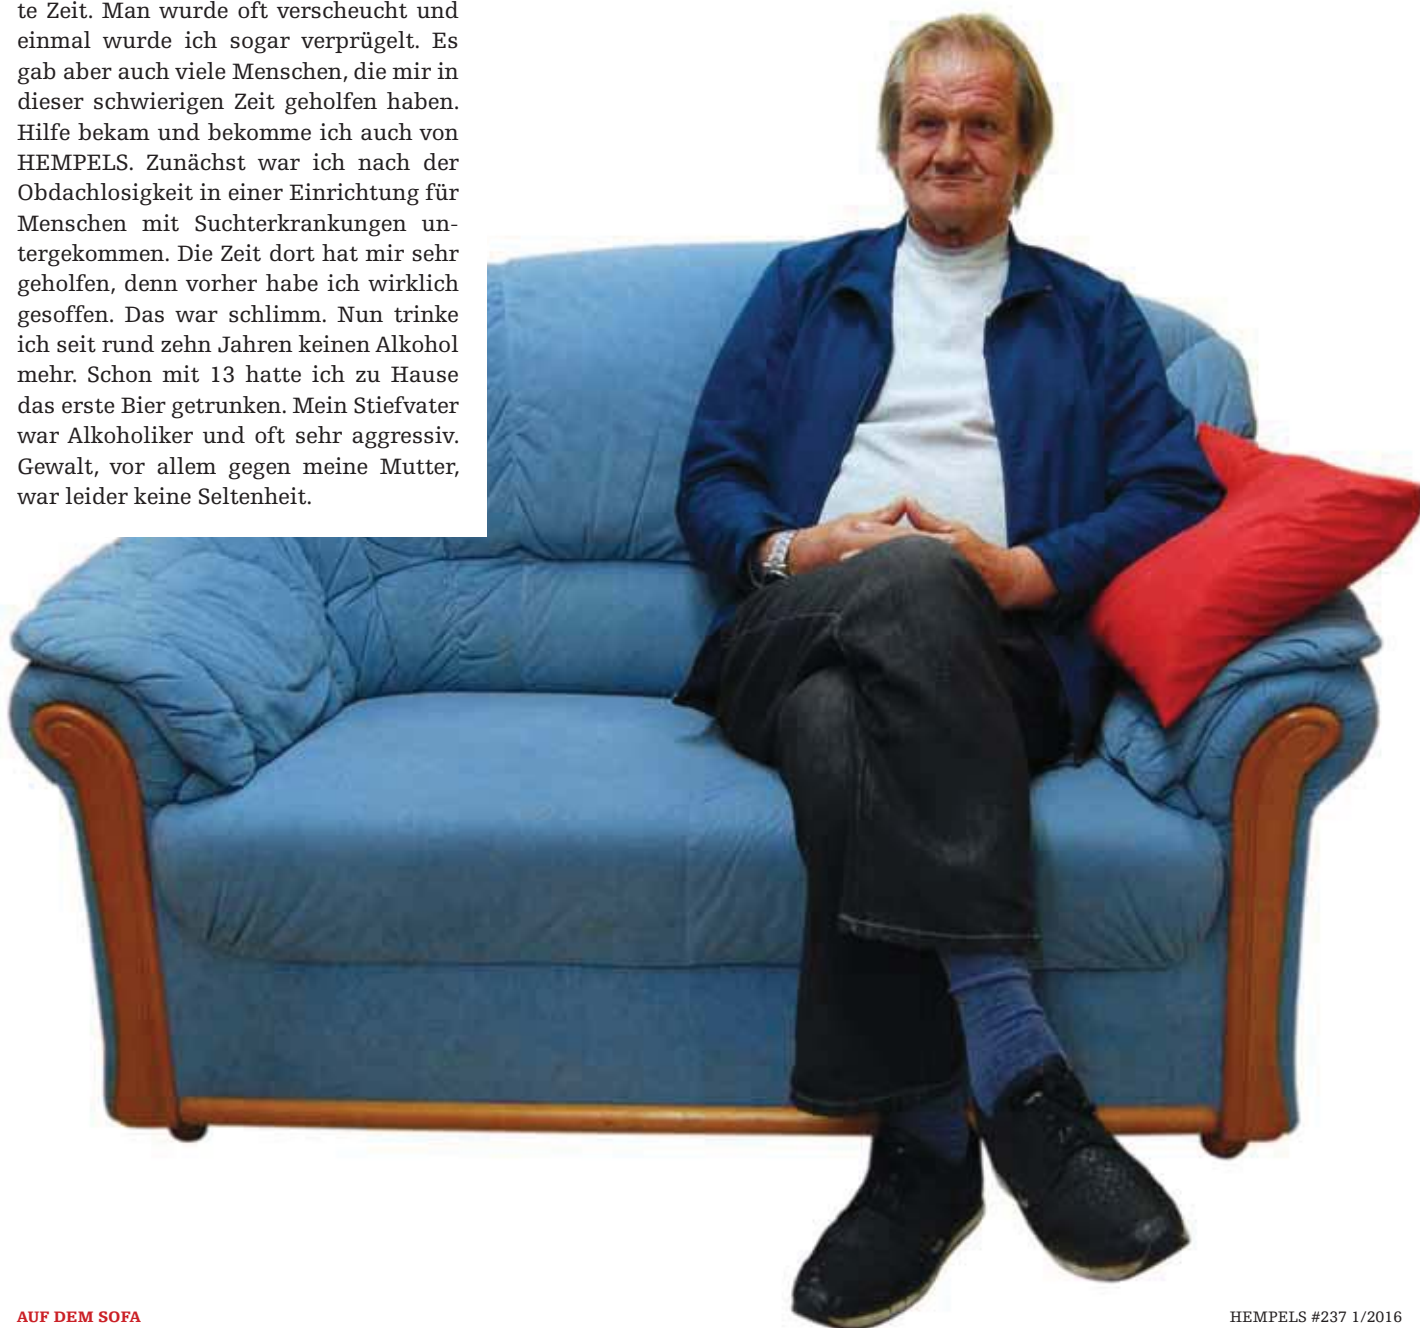 te Zeit. Man wurde oft verscheucht und
einmal wurde ich sogar verprügelt. Es
gab aber auch viele Menschen, die mir in
dieser schwierigen Zeit geholfen haben.
Hilfe bekam und bekomme ich auch von
HEMPELS. Zunächst war ich nach der
Obdachlosigkeit in einer Einrichtung für
Menschen mit Suchterkrankungen un-
tergekommen. Die Zeit dort hat mir sehr
geholfen, denn vorher habe ich wirklich
gesoffen. Das war schlimm. Nun trinke
ich seit rund zehn Jahren keinen Alkohol
mehr. Schon mit 13 hatte ich zu Hause
das erste Bier getrunken. Mein Stiefvater
war Alkoholiker und oft sehr aggressiv.
Gewalt, vor allem gegen meine Mutter,
war leider keine Seltenheit.
AUF DEM SOFA
HEMPELS #237 1/2016